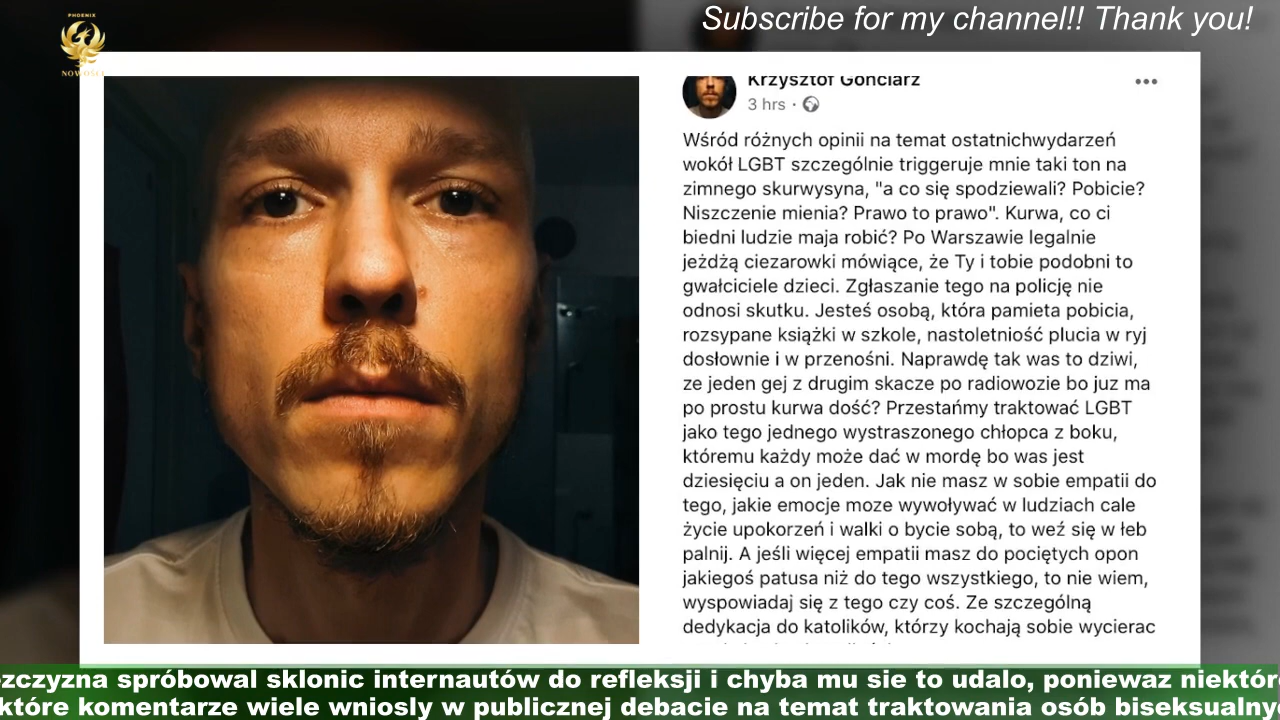 PHOENIX
NOWOŚCI
Subscribe for my channel!! Thank you!
Krzysztof Gonciarz
3 hrs ·
Wśród różnych opinii na temat ostatnichwydarzeń
wokół LGBT szczególnie triggeruje mnie taki ton na
zimnego skurwysyna, "a co się spodziewali? Pobicie?
Niszczenie mienia? Prawo to prawo". Kurwa, co ci
biedni ludzie maja robić? Po Warszawie legalnie
jeżdżą ciezarowki mówiące, że Ty i tobie podobni to
gwałciciele dzieci. Zgłaszanie tego na policję nie
odnosi skutku. Jesteś osobą, która pamieta pobicia,
rozsypane książki w szkole, nastoletniość plucia w ryj
dosłownie i w przenośni. Naprawdę tak was to dziwi,
ze jeden gej z drugim skacze po radiowozie bo juz ma
po prostu kurwa dość? Przestańmy traktować LGBT
jako tego jednego wystraszonego chłopca z boku,
któremu każdy może dać w mordę bo was jest
dziesięciu a on jeden. Jak nie masz w sobie empatii do
tego, jakie emocje moze wywoływać w ludziach cale
życie upokorzeń i walki o bycie sobą, to weź się w łeb
palnij. A jeśli więcej empatii masz do pociętych opon
jakiegoś patusa niż do tego wszystkiego, to nie wiem,
wyspowiadaj się z tego czy coś. Ze szczególną
dedykacja do katolików, którzy kochają sobie wycierac
zczyzna spróbowal sklonic internautów do refleksji i chyba mu sie to udalo, poniewaz niektóre
które komentarze wiele wniosly w publicznej debacie na temat traktowania osób biseksualny